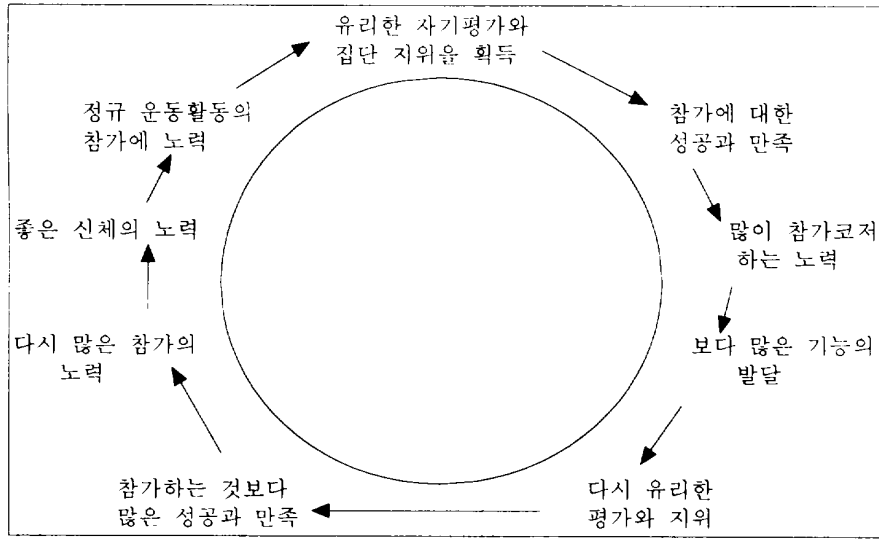 유리한 자기평가와
집단 지위을 획득
참가에 대한
성공과 만족
많이 참가코저
하는 노력
보다 많은 기능의
발달
다시 유리한
평가와 지위
참가하는 것보다
많은 성공과 만족
다시 많은 참가의
노력
좋은 신체의 노력
정규 운동활동의
참가에 노력